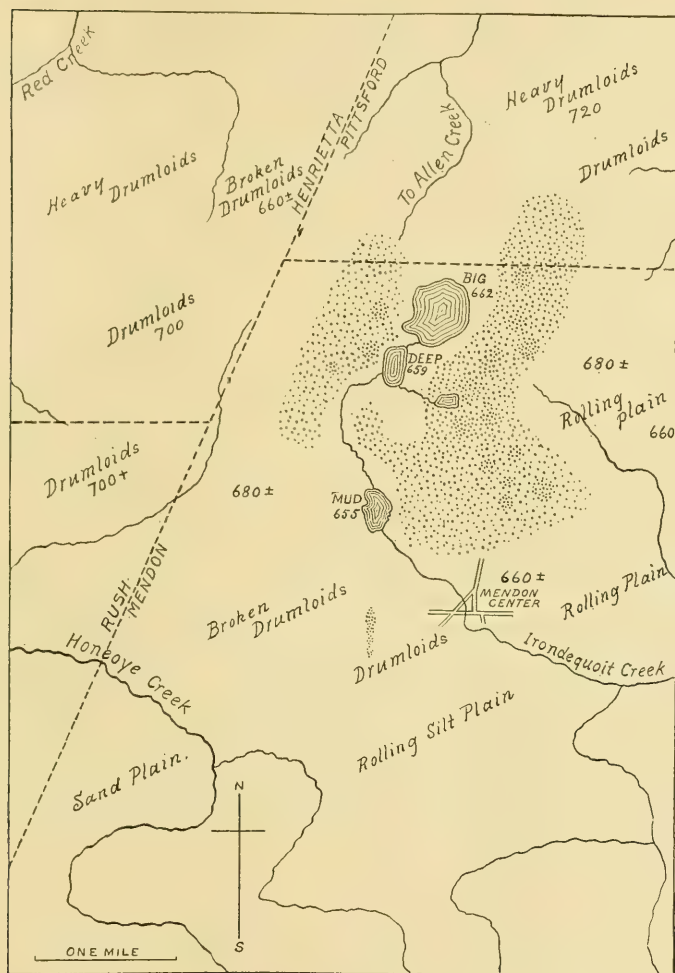 Red Creek
HENRIETTA
PITTSFORD
To Allen Creek
Heavy Drumloids
720
Drumloids
Heavy Drumloids
Broken
Drumloids
660±
BIG
662
Drumloids
700
DEEP
659
680±
Rolling
Plain
660
Drumloids
700+
680±
MUD
655
RUSH
MENDON
660±
MENDON
CENTER
Rolling Plain
Broken Drumloids
Drumloids
Irondequoit Creek
Honeoye Creek
Rolling Silt Plain
Sand Plain.
N
S
ONE MILE